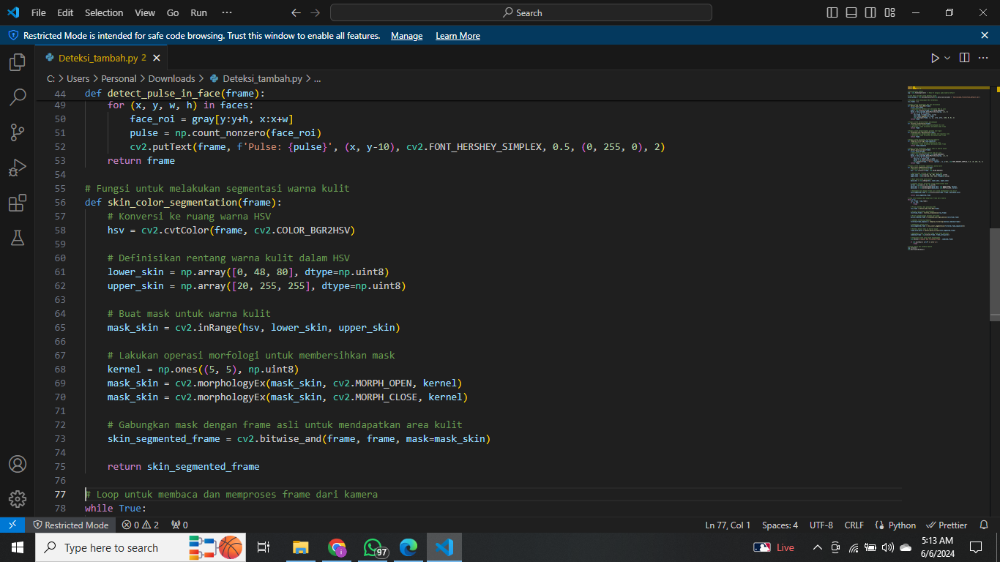 File Edit Selection View Go Run ··· Search
Restricted Mode is intended for safe code browsing. Trust this window to enable all features. Manage Learn More
Deteksi_tambah.py 2
C: > Users > Personal > Downloads > Deteksi_tambah.py > ...
44 def detect_pulse_in_face(frame):
49 for (x, y, w, h) in faces:
50 face_roi = gray[y:y+h, x:x+w]
51 pulse = np.count_nonzero(face_roi)
52 cv2.putText(frame, f'Pulse: {pulse}', (x, y-10), cv2.FONT_HERSHEY_SIMPLEX, 0.5, (0, 255, 0), 2)
53 return frame
54
55 # Fungsi untuk melakukan segmentasi warna kulit
56 def skin_color_segmentation(frame):
57 # Konversi ke ruang warna HSV
58 hsv = cv2.cvtColor(frame, cv2.COLOR_BGR2HSV)
59
60 # Definisikan rentang warna kulit dalam HSV
61 lower_skin = np.array([0, 48, 80], dtype=np.uint8)
62 upper_skin = np.array([20, 255, 255], dtype=np.uint8)
63
64 # Buat mask untuk warna kulit
65 mask_skin = cv2.inRange(hsv, lower_skin, upper_skin)
66
67 # Lakukan operasi morfologi untuk membersihkan mask
68 kernel = np.ones((5, 5), np.uint8)
69 mask_skin = cv2.morphologyEx(mask_skin, cv2.MORPH_OPEN, kernel)
70 mask_skin = cv2.morphologyEx(mask_skin, cv2.MORPH_CLOSE, kernel)
71
72 # Gabungkan mask dengan frame asli untuk mendapatkan area kulit
73 skin_segmented_frame = cv2.bitwise_and(frame, frame, mask=mask_skin)
74
75 return skin_segmented_frame
76
77 # Loop untuk membaca dan memproses frame dari kamera
78 while True:
Restricted Mode 0 2 0 Ln 77, Col 1 Spaces: 4 UTF-8 CRLF Python Prettier
Type here to search 97 Live 5:13 AM
6/6/2024